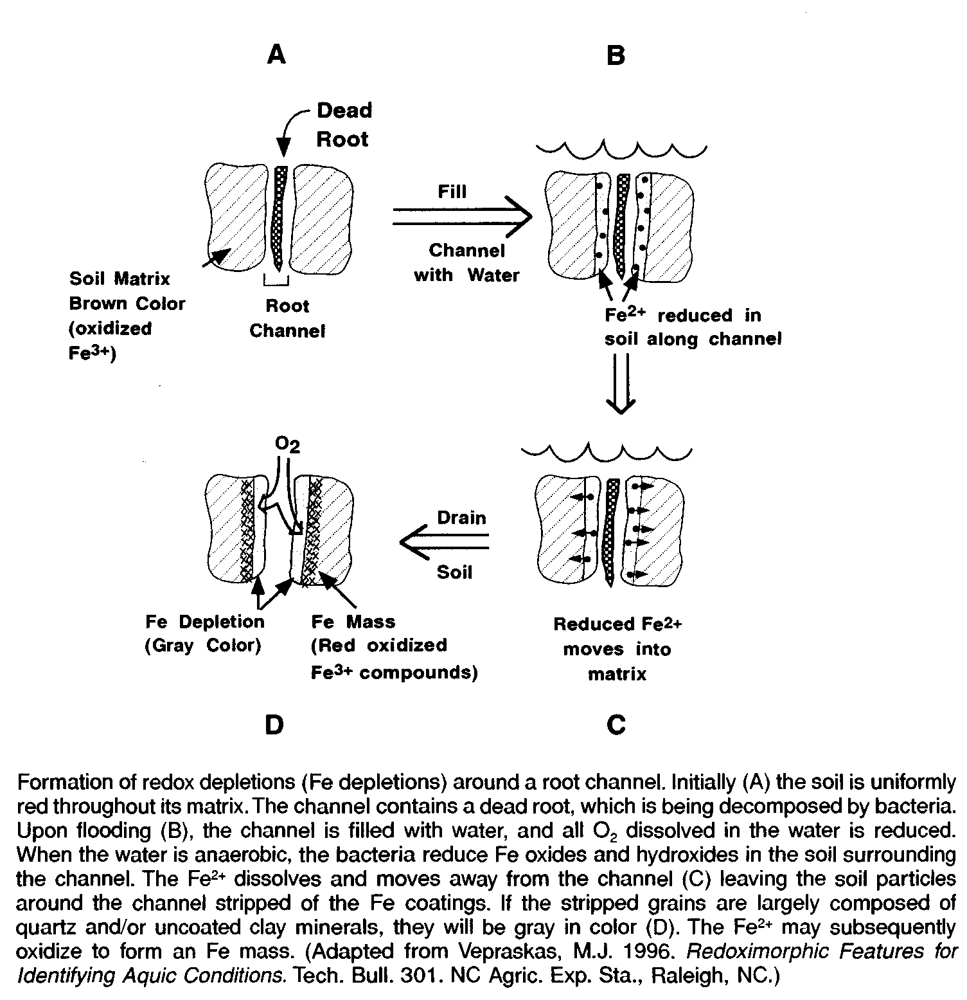 A
B
Dead
Root
Fill
Channel
with Water
Soil Matrix
Brown Color
(oxidized
Fe3+)
Root
Channel
Fe2+ reduced in
soil along channel
O2
Drain
Soil
Fe Depletion
(Gray Color)
Fe Mass
(Red oxidized
Fe3+ compounds)
Reduced Fe2+
moves into
matrix
D
C
Formation of redox depletions (Fe depletions) around a root channel. Initially (A) the soil is uniformly
red throughout its matrix. The channel contains a dead root, which is being decomposed by bacteria.
Upon flooding (B), the channel is filled with water, and all O₂ dissolved in the water is reduced.
When the water is anaerobic, the bacteria reduce Fe oxides and hydroxides in the soil surrounding
the channel. The Fe²⁺ dissolves and moves away from the channel (C) leaving the soil particles
around the channel stripped of the Fe coatings. If the stripped grains are largely composed of
quartz and/or uncoated clay minerals, they will be gray in color (D). The Fe²⁺ may subsequently
oxidize to form an Fe mass. (Adapted from Vepraskas, M.J. 1996. Redoximorphic Features for
Identifying Aquic Conditions. Tech. Bull. 301. NC Agric. Exp. Sta., Raleigh, NC.)